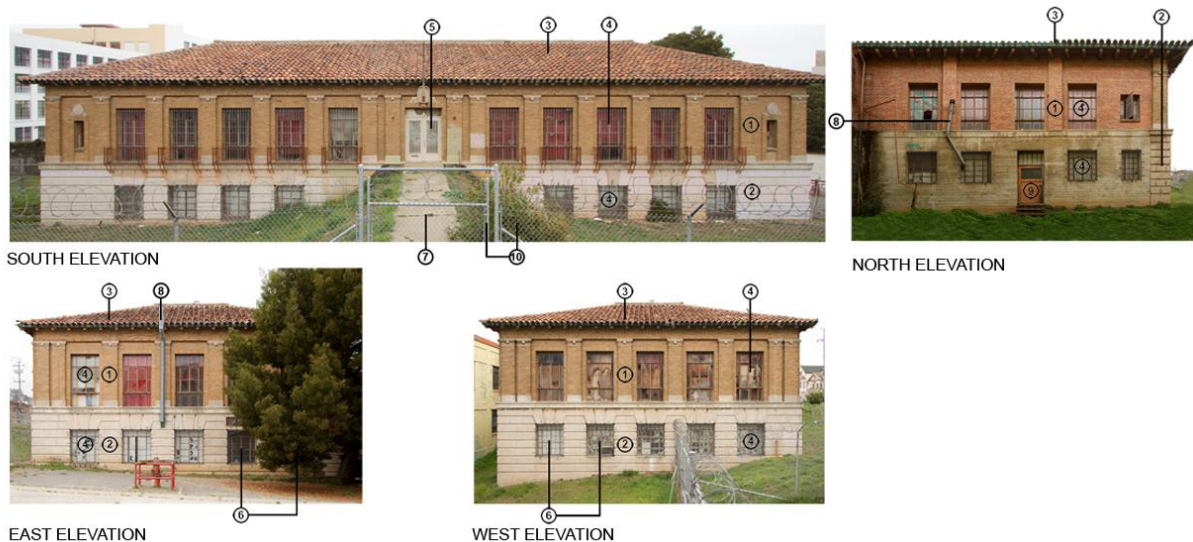 5 3 4
1
4 2
7 10
SOUTH ELEVATION
3 2
8 1 4
4
9
NORTH ELEVATION
3 8
4 1
4 2
6
EAST ELEVATION
3 4
1
2 4
6
WEST ELEVATION